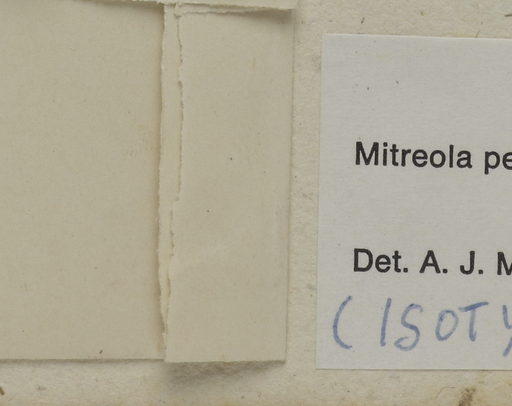 Mitreola pe
Det. A. J. M
(ISOTY